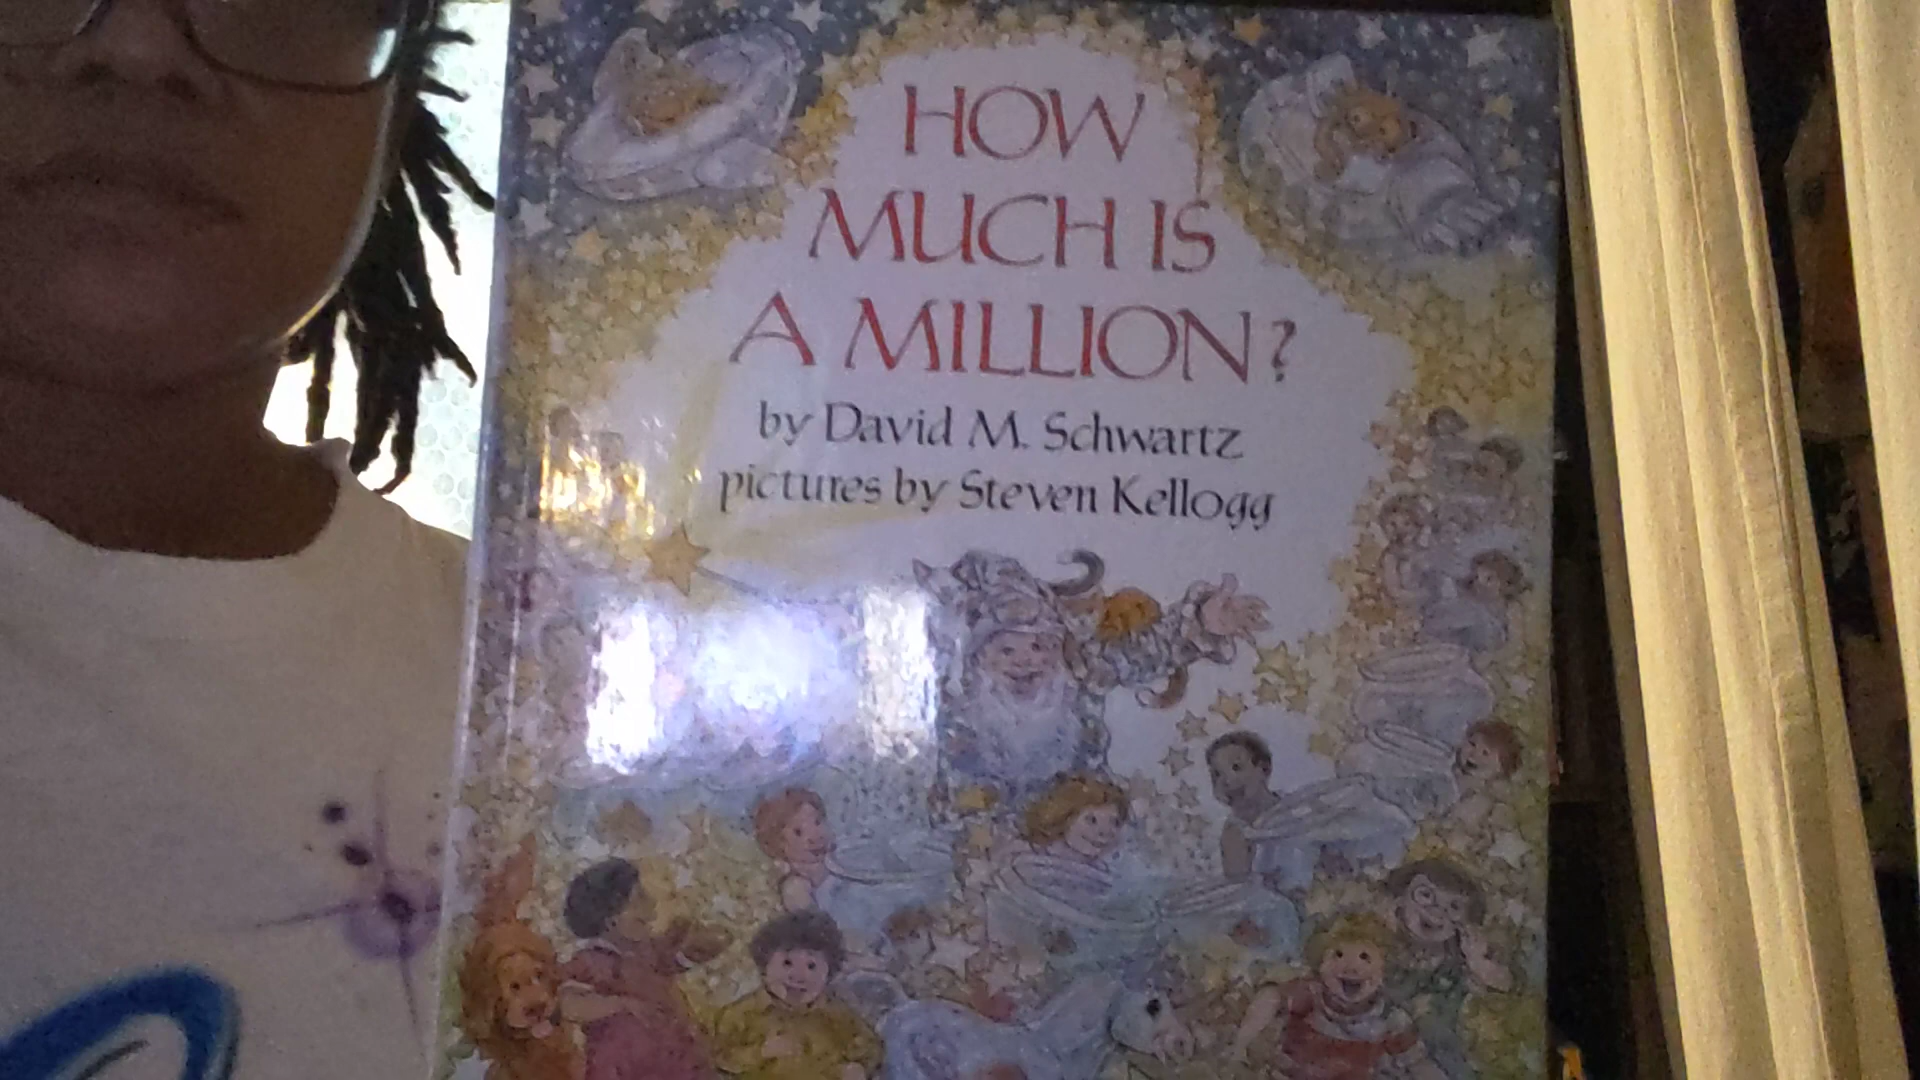 HOW
MUCH IS
A MILLION?
by David M. Schwartz
pictures by Steven Kellogg